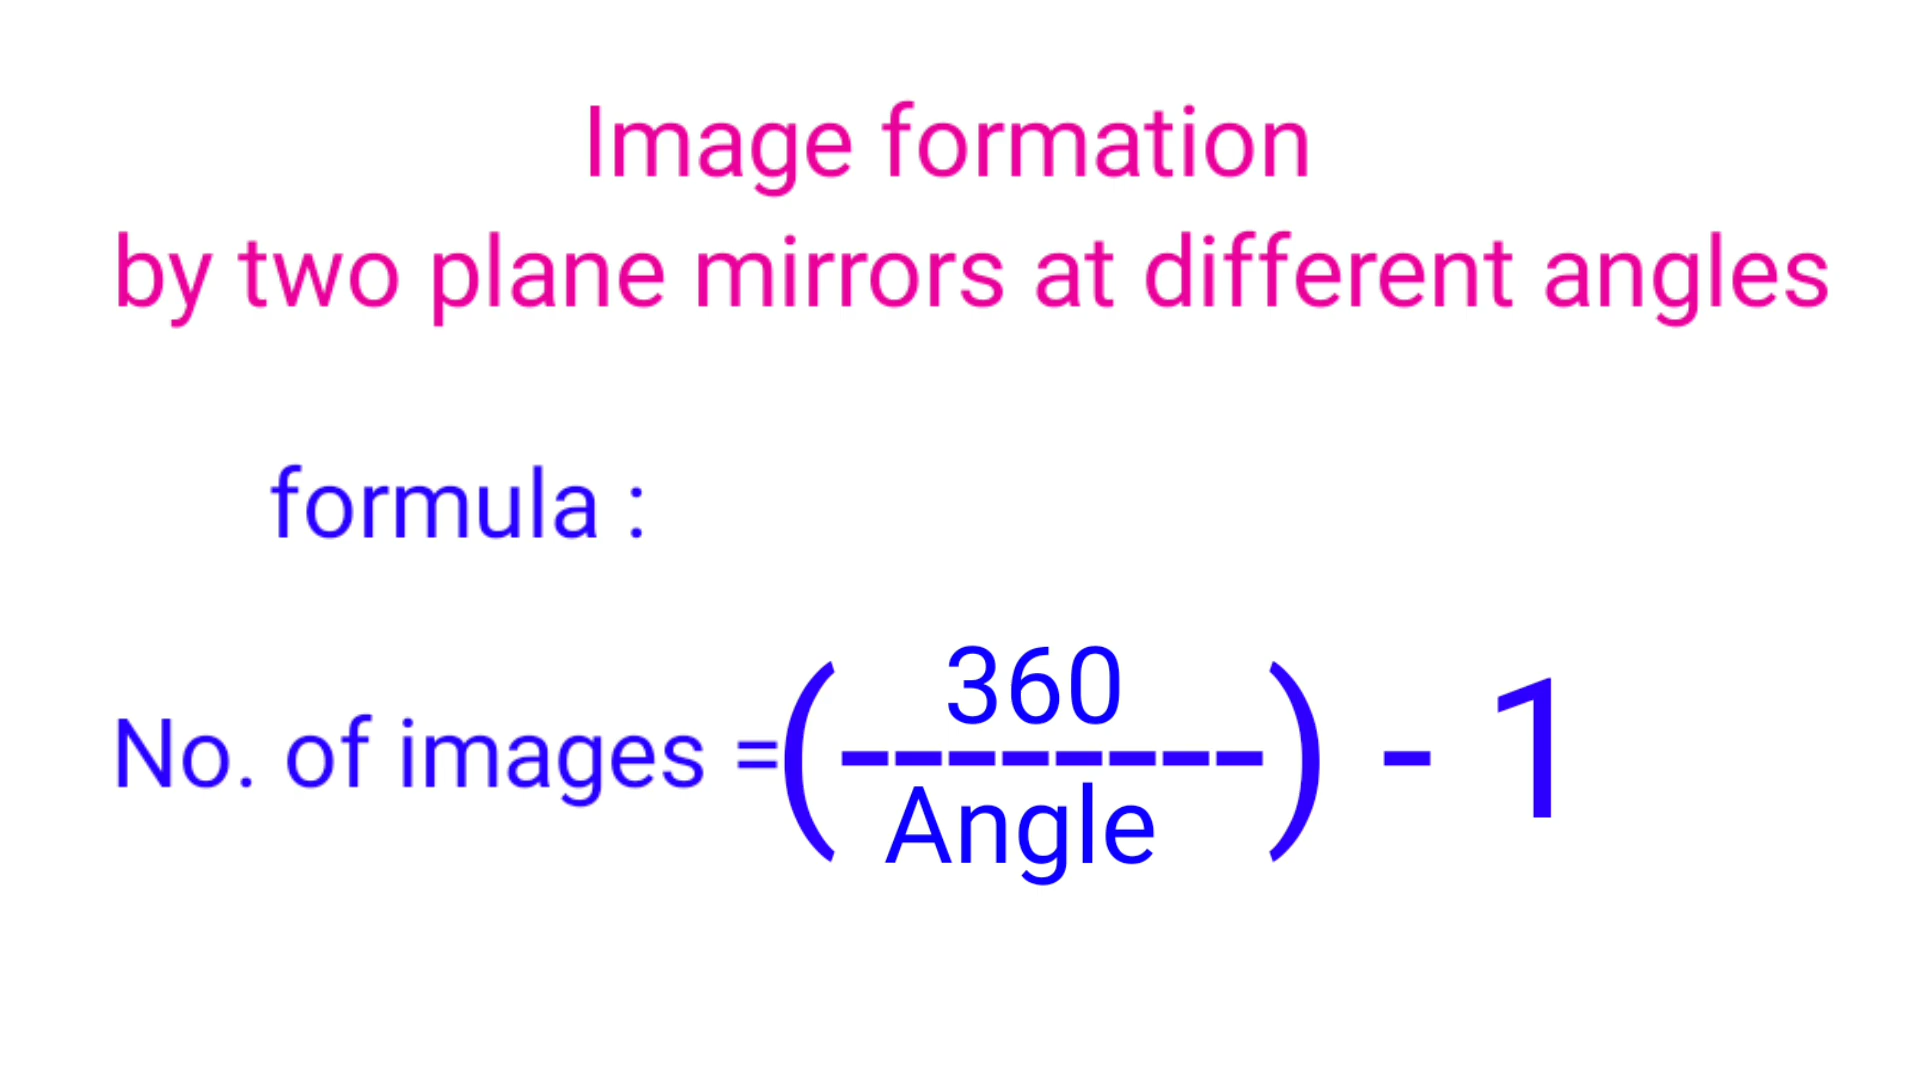 Image formation
by two plane mirrors at different angles
formula :
360
No. of images =(---------) - 1
Angle